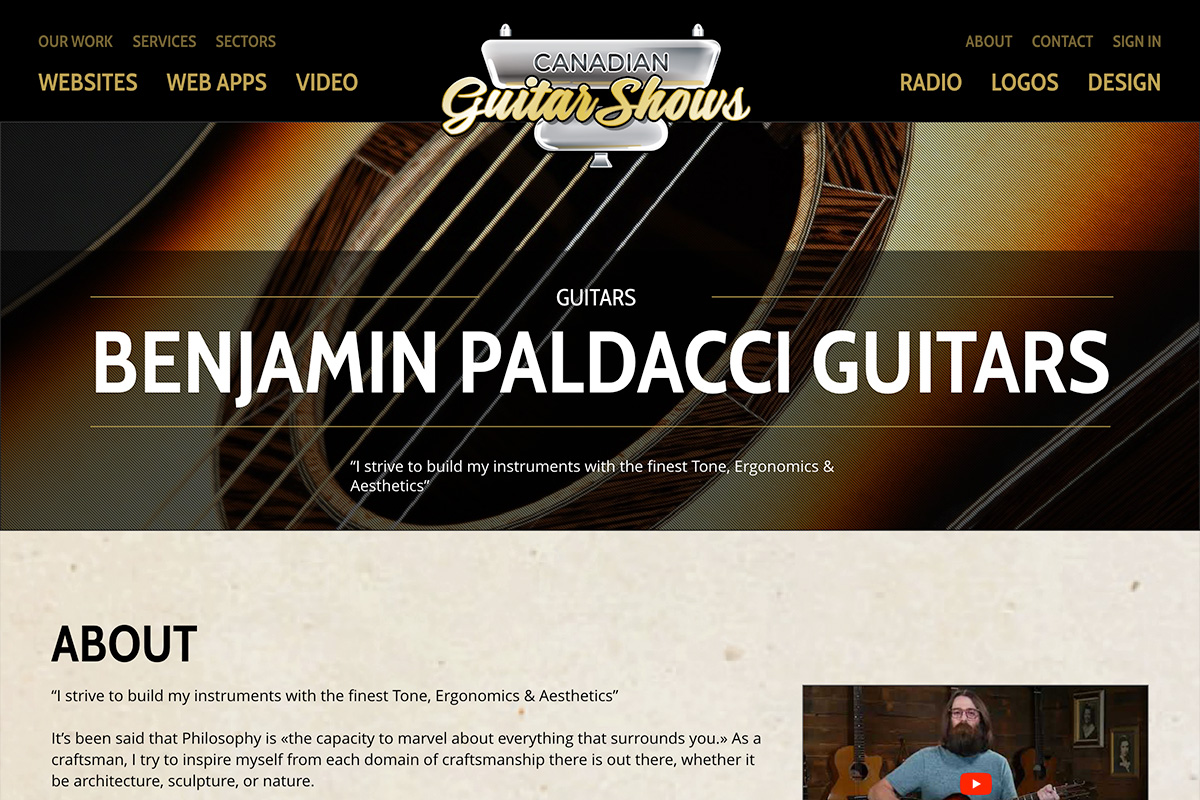 OUR WORK SERVICES SECTORS
ABOUT CONTACT SIGN IN
WEBSITES WEB APPS VIDEO
RADIO LOGOS DESIGN
CANADIAN
Guitar Shows
GUITARS
BENJAMIN PALDACCI GUITARS
“I strive to build my instruments with the finest Tone, Ergonomics &
Aesthetics”
ABOUT
“I strive to build my instruments with the finest Tone, Ergonomics & Aesthetics”
It’s been said that Philosophy is «the capacity to marvel about everything that surrounds you.» As a
craftsman, I try to inspire myself from each domain of craftsmanship there is out there, whether it
be architecture, sculpture, or nature.